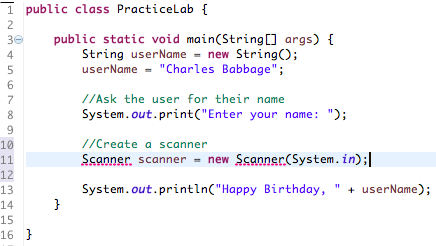 1 public class PracticeLab {
2
3 public static void main(String[] args) {
4 String userName = new String();
5 userName = "Charles Babbage";
6
7 //Ask the user for their name
8 System.out.print("Enter your name: ");
9
10 //Create a scanner
11 Scanner scanner = new Scanner(System.in);
12
13 System.out.println("Happy Birthday, " + userName);
14 }
15
16 }